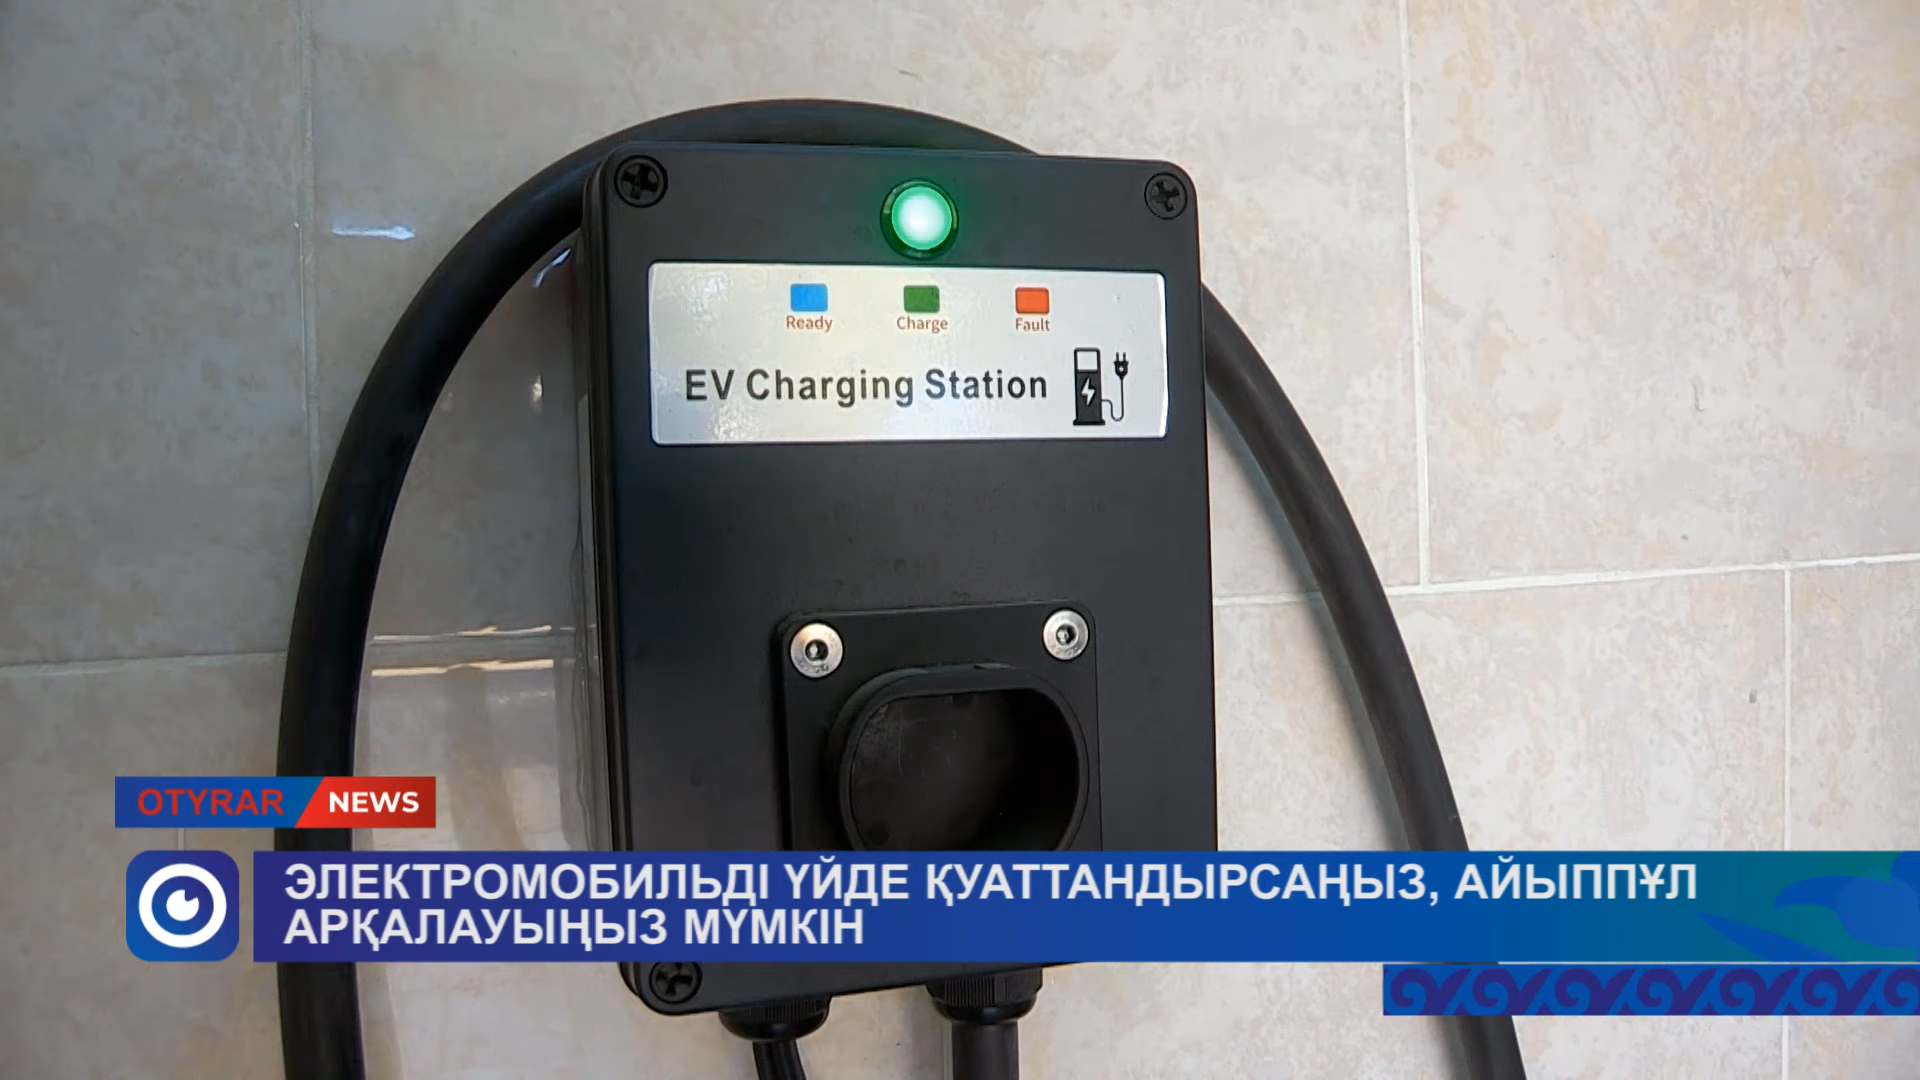 Ready Charge Fault
EV Charging Station
OTYRAR NEWS
ЭЛЕКТРОМОБИЛЬДІ ҮЙДЕ ҚУАТТАНДЫРСАҢЫЗ, АЙЫППҰЛ
АРҚАЛАУЫҢЫЗ МҮМКІН